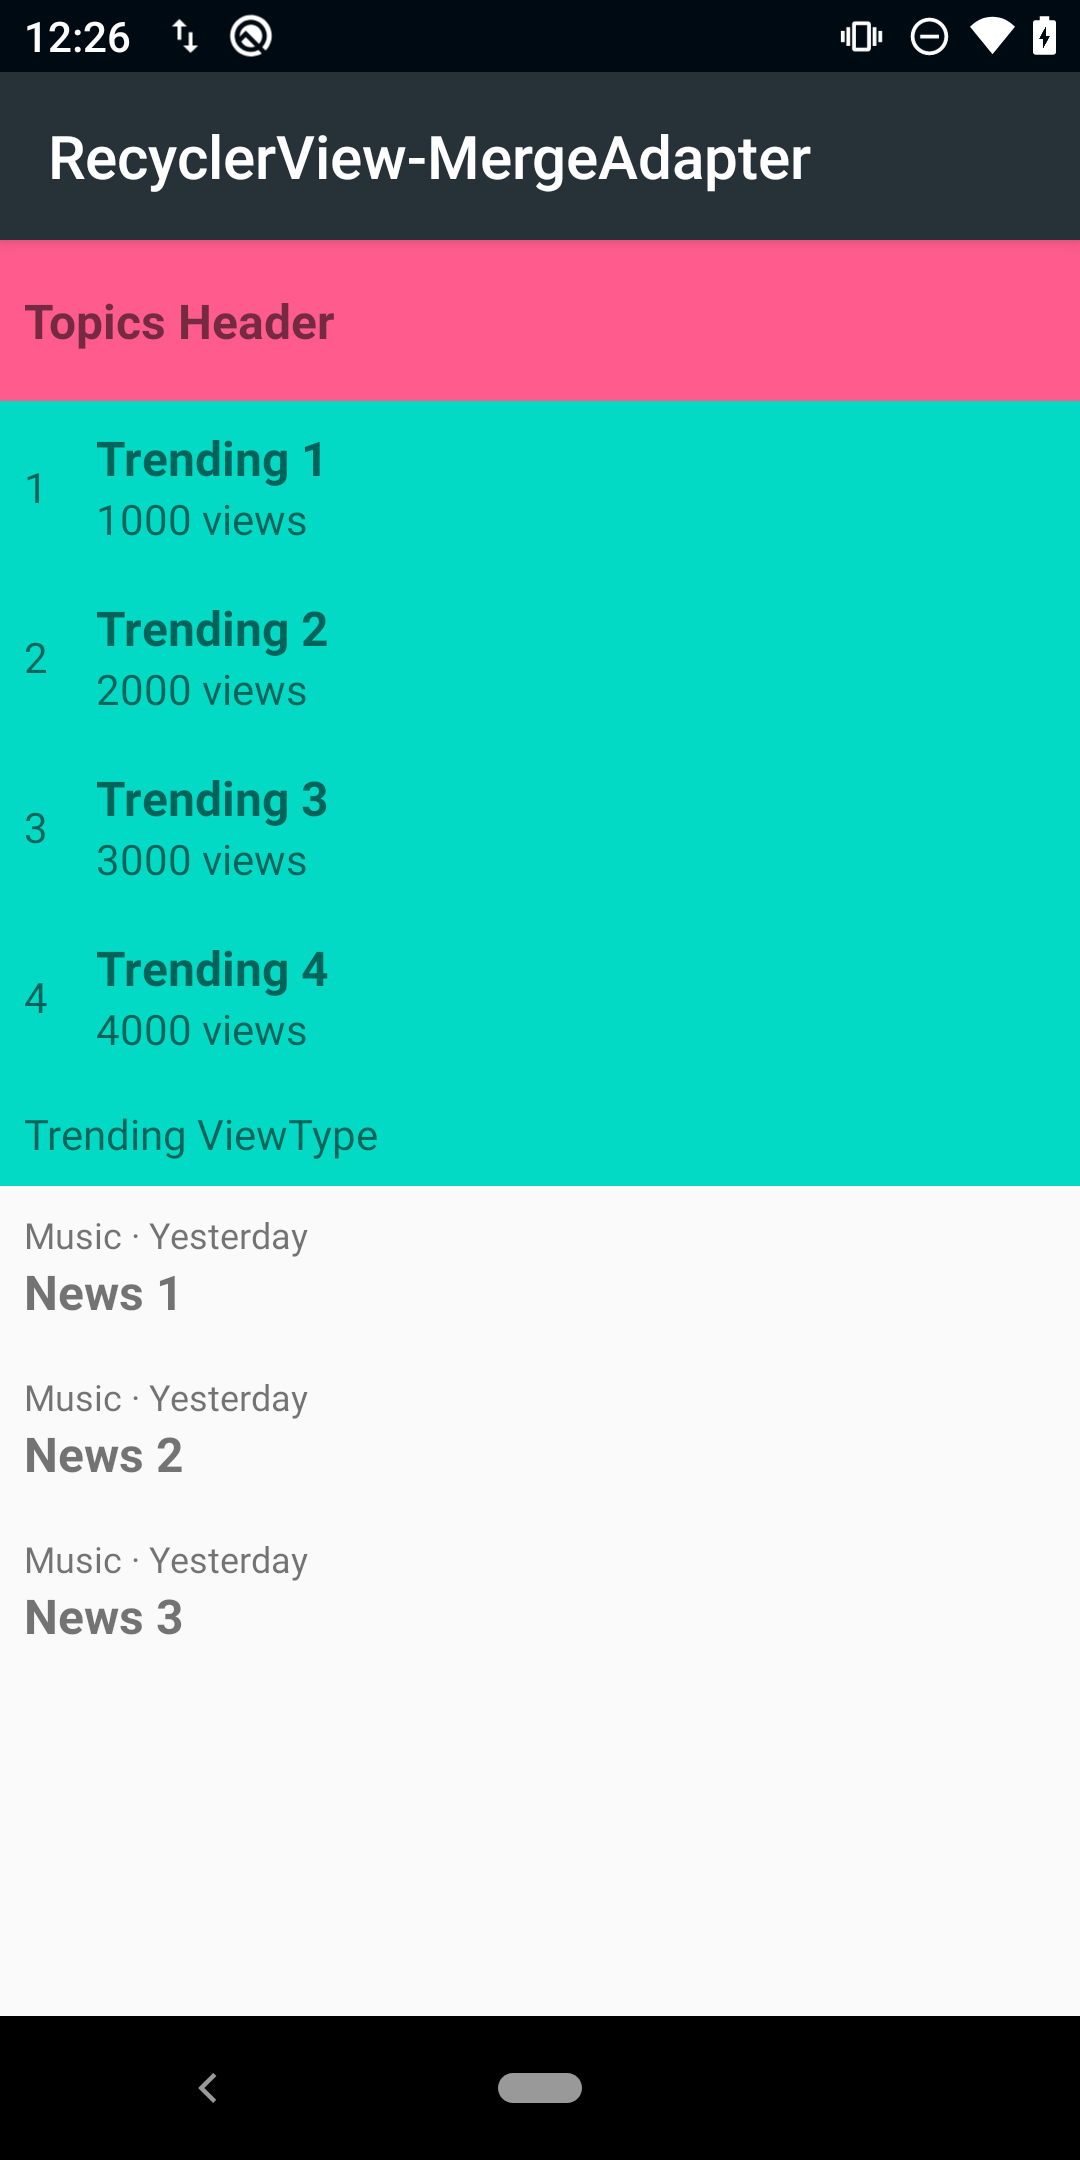 12:26
RecyclerView-MergeAdapter
Topics Header
1
Trending 1
1000 views
2
Trending 2
2000 views
3
Trending 3
3000 views
4
Trending 4
4000 views
Trending ViewType
Music · Yesterday
News 1
Music · Yesterday
News 2
Music · Yesterday
News 3